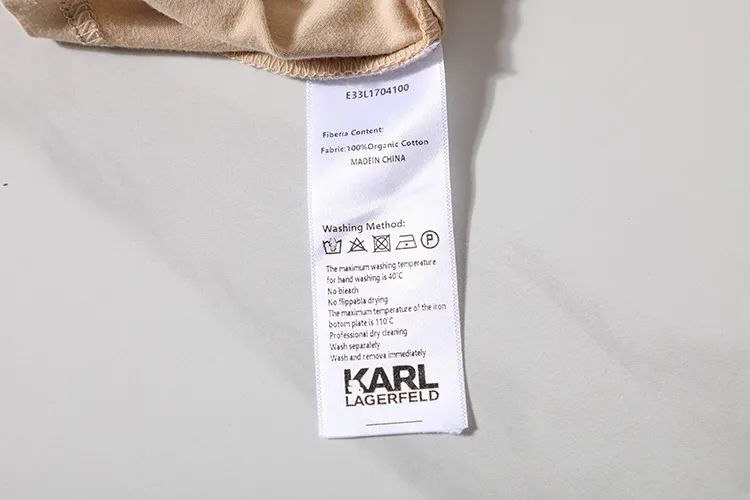 E33L1704100
Fiberia Content:
Fabric:100%Organic Cotton
MADEIN CHINA
Washing Method:
P
The maximum washing temperature
for hand washing is 40°C
No bleach
No flippabla drying
The maximum temperature of the icon
botom plate is 110°C
Professional dry cleaning
Wash separately
Wash and remova immediately
KARL
LAGERFELD